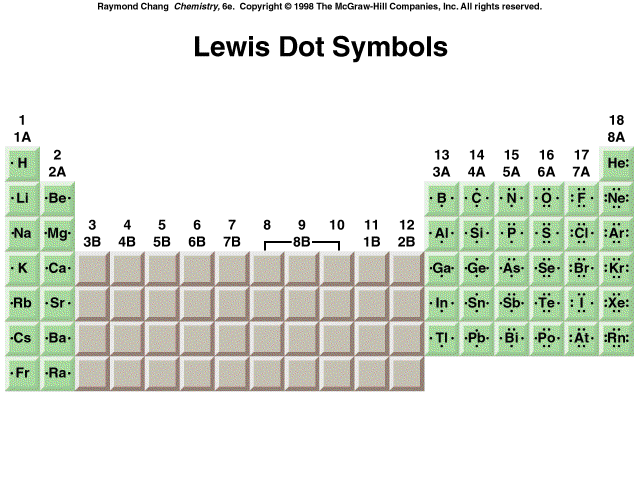 Raymond Chang Chemistry, 6e. Copyright © 1998 The McGraw-Hill Companies, Inc. All rights reserved.
Lewis Dot Symbols
1 18
1A 8A
H 2 13 14 15 16 17 He
2A 3A 4A 5A 6A 7A
Li Be B C N O F Ne
3 4 5 6 7 8 9 10 11 12
Na Mg 3B 4B 5B 6B 7B 8B 1B 2B Al Si P S Cl Ar
K Ca Ga Ge As Se Br Kr
Rb Sr In Sn Sb Te I Xe
Cs Ba Tl Pb Bi Po At Rn
Fr Ra